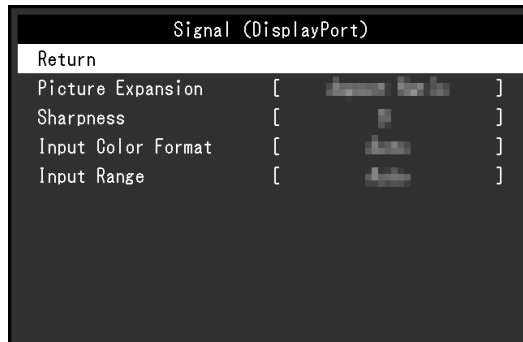 Signal (DisplayPort)
Return
Picture Expansion [ ]
Sharpness [ ]
Input Color Format [ ]
Input Range [ ]